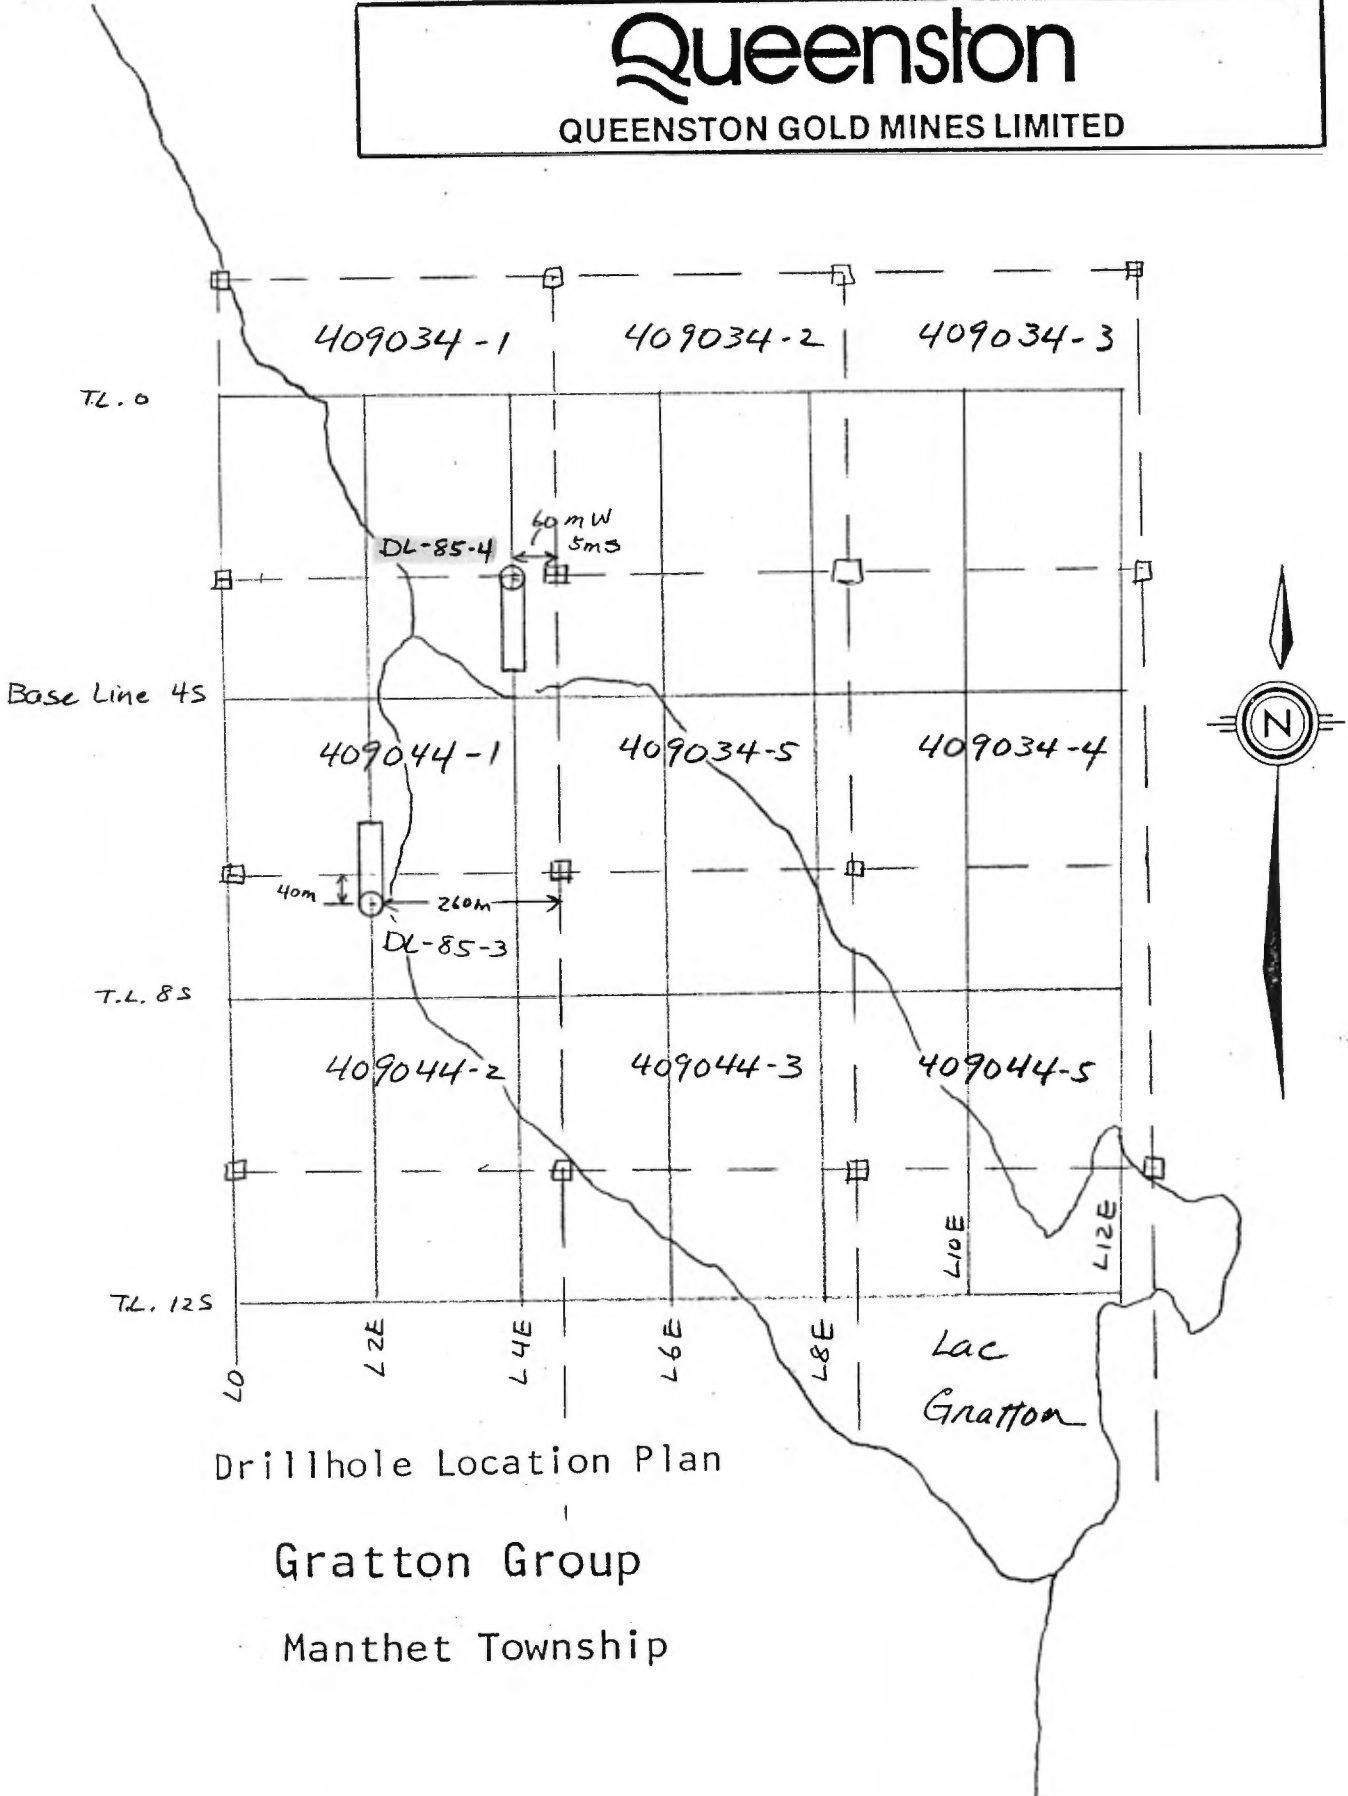 Queenston
QUEENSTON GOLD MINES LIMITED
409034-1
409034-2
409034-3
T.L. 0
60 m W
5mS
DL-85-4
Base Line 4S
409044-1
409034-5
409034-4
N
40m
260m
DL-85-3
T.L. 8S
409044-2
409044-3
409044-5
L10E
L12E
T.L. 12S
L0
L2E
L4E
L6E
L8E
Lac
Gratton
Drillhole Location Plan
Gratton Group
Manthet Township